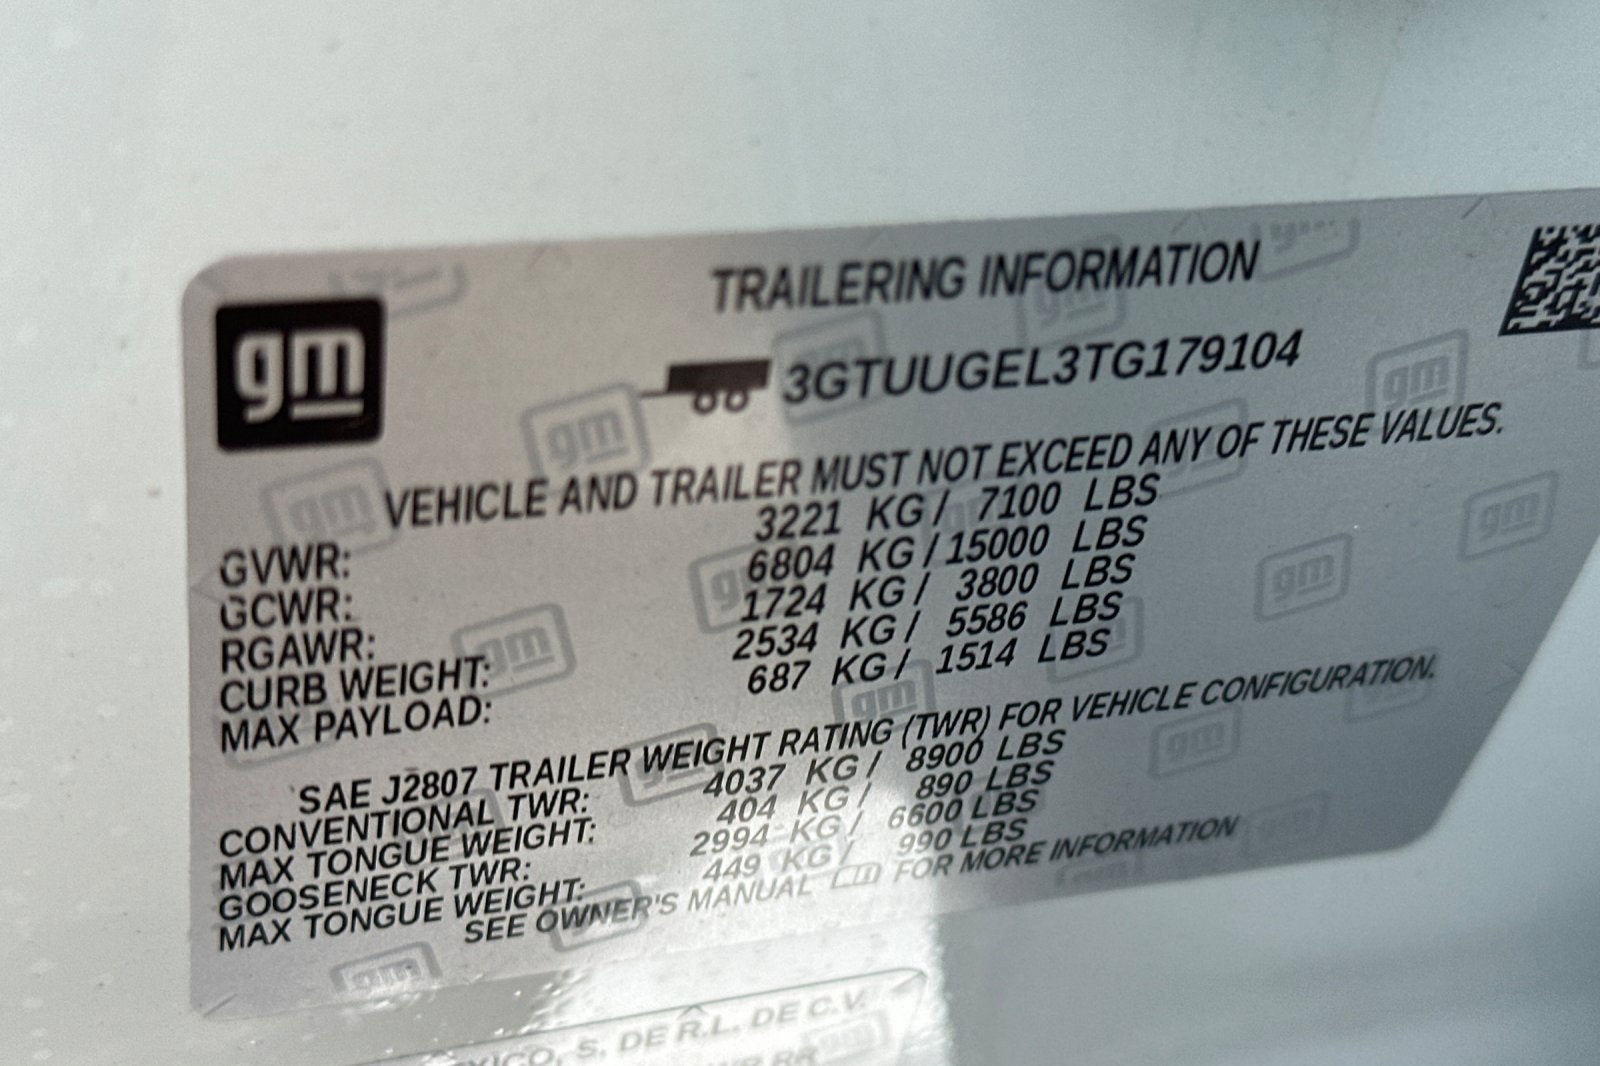 gm
TRAILERING INFORMATION
3GTUUGEL3TG179104
VEHICLE AND TRAILER MUST NOT EXCEED ANY OF THESE VALUES.
GVWR: 3221 KG / 7100 LBS
GCWR: 6804 KG / 15000 LBS
RGAWR: 1724 KG / 3800 LBS
CURB WEIGHT: 2534 KG / 5586 LBS
MAX PAYLOAD: 687 KG / 1514 LBS
SAE J2807 TRAILER WEIGHT RATING (TWR) FOR VEHICLE CONFIGURATION.
CONVENTIONAL TWR: 4037 KG / 8900 LBS
MAX TONGUE WEIGHT: 404 KG / 890 LBS
GOOSENECK TWR: 2994 KG / 6600 LBS
MAX TONGUE WEIGHT: 449 KG / 990 LBS
SEE OWNER'S MANUAL FOR MORE INFORMATION
S. DE R.L. DE C.V.